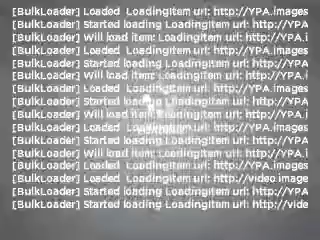 [BulkLoader] Loaded LoadingItem url: http://YPA.images
[BulkLoader] Started loading LoadingItem url: http://YPA
[BulkLoader] Will load item: LoadingItem url: http://YPA.i
[BulkLoader] Loaded LoadingItem url: http://YPA.images
[BulkLoader] Started loading LoadingItem url: http://YPA
[BulkLoader] Will load item: LoadingItem url: http://YPA.i
[BulkLoader] Loaded LoadingItem url: http://YPA.images
[BulkLoader] Started loading LoadingItem url: http://YPA
[BulkLoader] Will load item: LoadingItem url: http://YPA.i
[BulkLoader] Loaded LoadingItem url: http://YPA.images
[BulkLoader] Started loading LoadingItem url: http://YPA
[BulkLoader] Will load item: LoadingItem url: http://YPA.i
[BulkLoader] Loaded LoadingItem url: http://YPA.images
[BulkLoader] Loaded LoadingItem url: http://video.image
[BulkLoader] Started loading LoadingItem url: http://YPA
[BulkLoader] Started loading LoadingItem url: http://vide